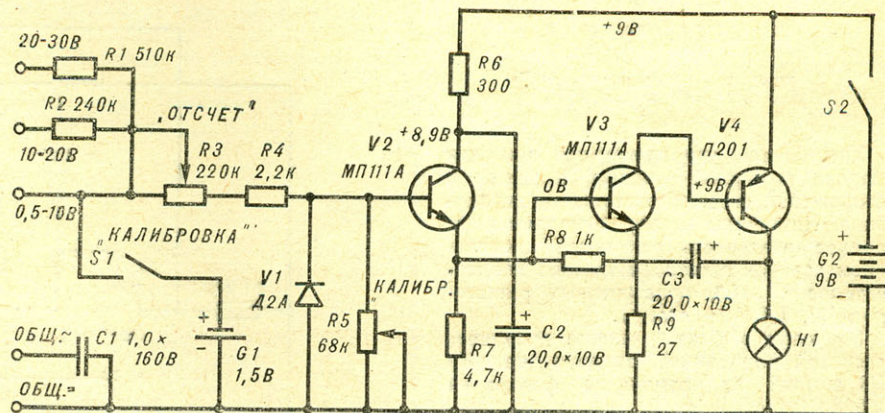 20-30В
R1 510к
R2 240к
„ОТСЧЕТ"
10-20В
R3
220к
R4
2,2к
0,5-10В
„КАЛИБРОВКА"
S1
V1
Д2А
„КАЛИБР."
R5
68к
ОБЩ.~
C1 1,0×
160В
G1
1,5В
ОБЩ.=
V2
МП111А
+8,9В
R6
300
+9В
V3
МП111А
V4
П201
0В
+9В
R8 1к
C3
20,0×10В
R7
4,7к
C2
20,0×10В
R9
27
H1
S2
G2
9В